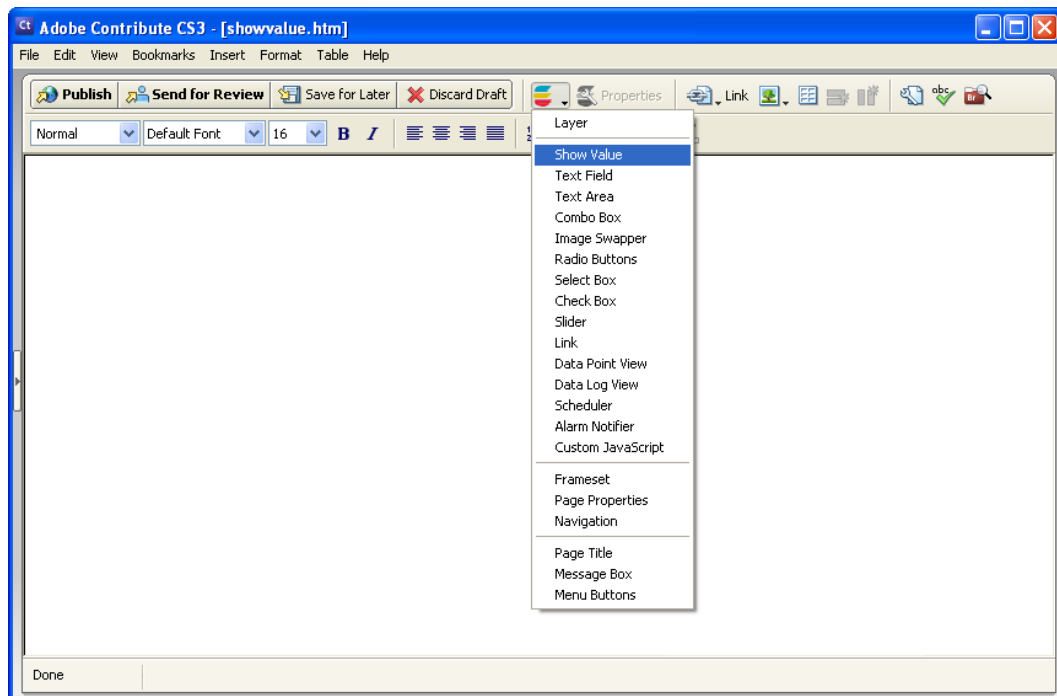 Ct Adobe Contribute CS3 - [showvalue.htm]
File Edit View Bookmarks Insert Format Table Help
Publish Send for Review Save for Later Discard Draft Properties Link abc Br
Normal Default Font 16 B I
Layer
Show Value
Text Field
Text Area
Combo Box
Image Swapper
Radio Buttons
Select Box
Check Box
Slider
Link
Data Point View
Data Log View
Scheduler
Alarm Notifier
Custom JavaScript
Frameset
Page Properties
Navigation
Page Title
Message Box
Menu Buttons
Done